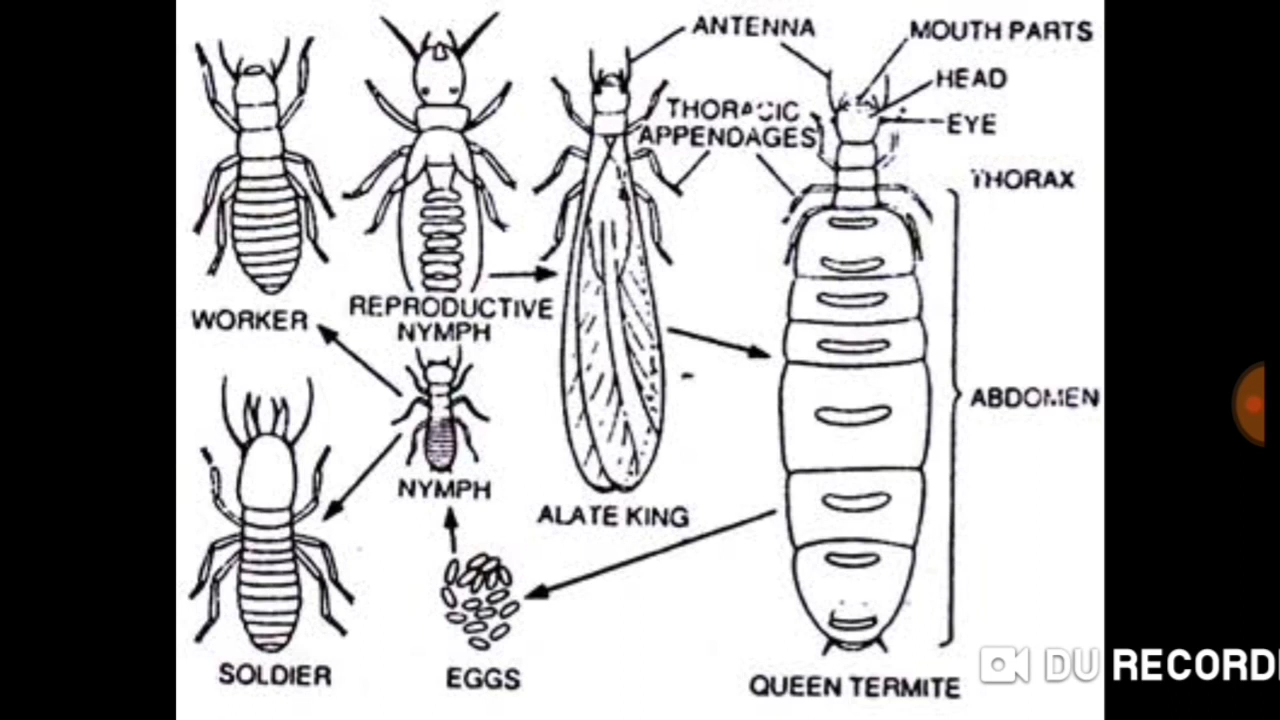 ANTENNA
MOUTH PARTS
HEAD
THORACIC
APPENDAGES
EYE
THORAX
WORKER
REPRODUCTIVE
NYMPH
ABDOMEN
NYMPH
ALATE KING
SOLDIER
EGGS
QUEEN TERMITE
DU RECORD